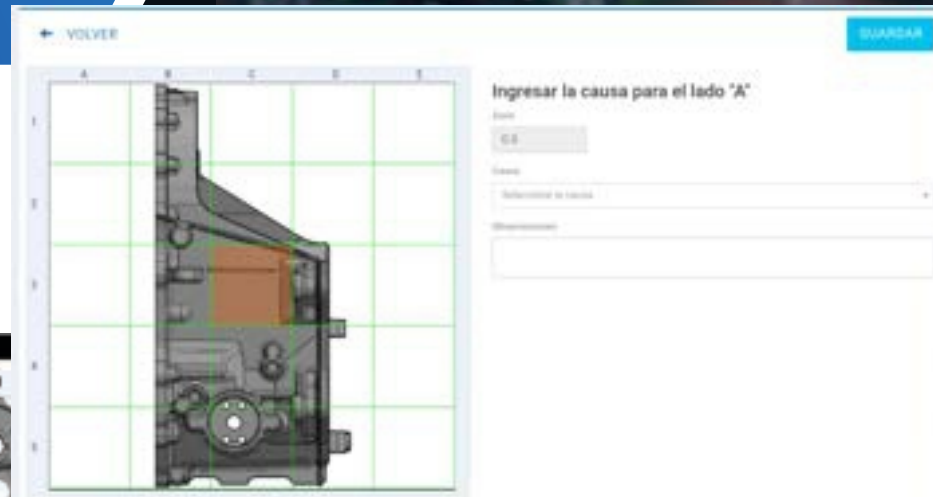 ← VOLVER
GUARDAR
A B C D E
1
2
3
4
5
Ingresar la causa para el lado "A"
Zona
Causa
Seleccionar la causa
Observaciones